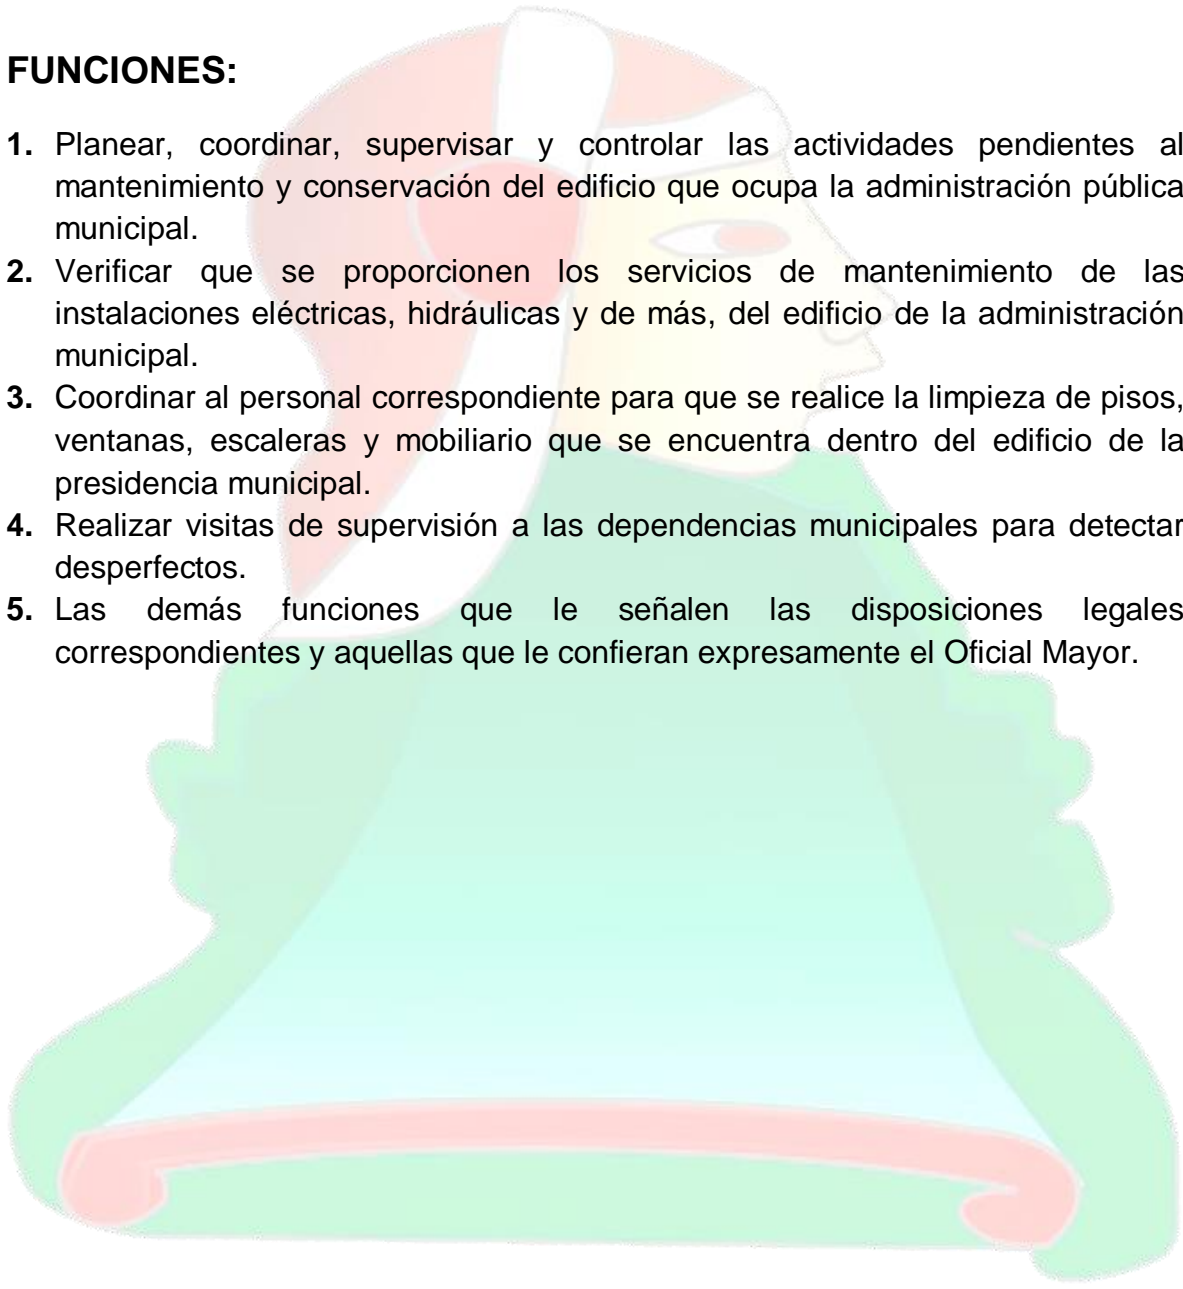 FUNCIONES:
1. Planear, coordinar, supervisar y controlar las actividades pendientes al
mantenimiento y conservación del edificio que ocupa la administración pública
municipal.
2. Verificar que se proporcionen los servicios de mantenimiento de las
instalaciones eléctricas, hidráulicas y de más, del edificio de la administración
municipal.
3. Coordinar al personal correspondiente para que se realice la limpieza de pisos,
ventanas, escaleras y mobiliario que se encuentra dentro del edificio de la
presidencia municipal.
4. Realizar visitas de supervisión a las dependencias municipales para detectar
desperfectos.
5. Las demás funciones que le señalen las disposiciones legales
correspondientes y aquellas que le confieran expresamente el Oficial Mayor.